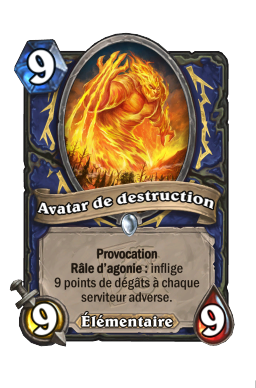 9
Avatar de destruction
Provocation
Râle d'agonie : inflige
9 points de dégâts à chaque
serviteur adverse.
9
Élémentaire
9